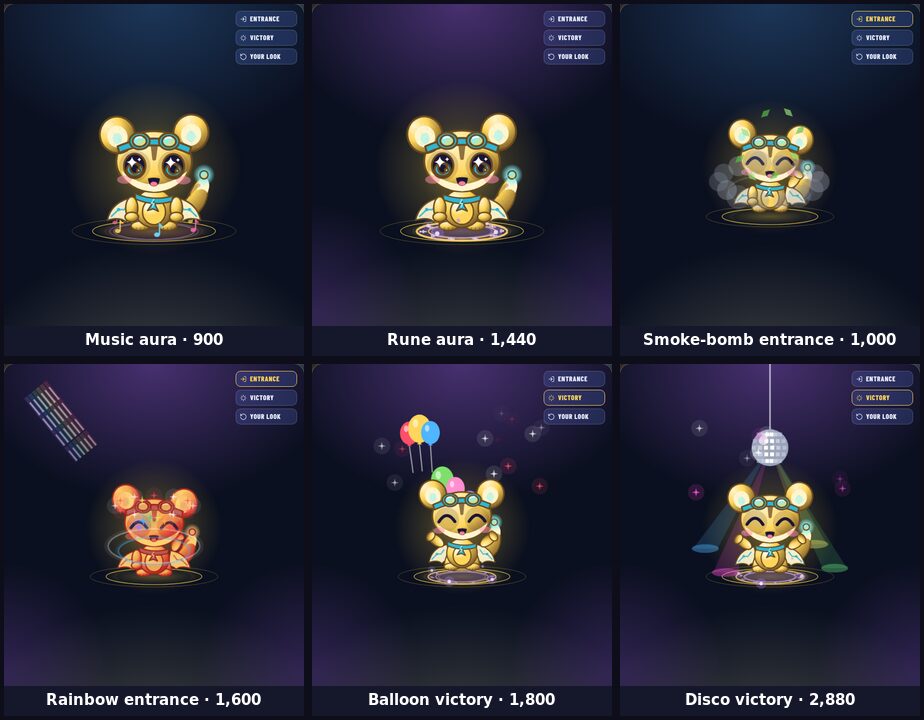 ENTRANCE
VICTORY
YOUR LOOK
Music aura · 900
ENTRANCE
VICTORY
YOUR LOOK
Rune aura · 1,440
ENTRANCE
VICTORY
YOUR LOOK
Smoke-bomb entrance · 1,000
ENTRANCE
VICTORY
YOUR LOOK
Rainbow entrance · 1,600
ENTRANCE
VICTORY
YOUR LOOK
Balloon victory · 1,800
ENTRANCE
VICTORY
YOUR LOOK
Disco victory · 2,880